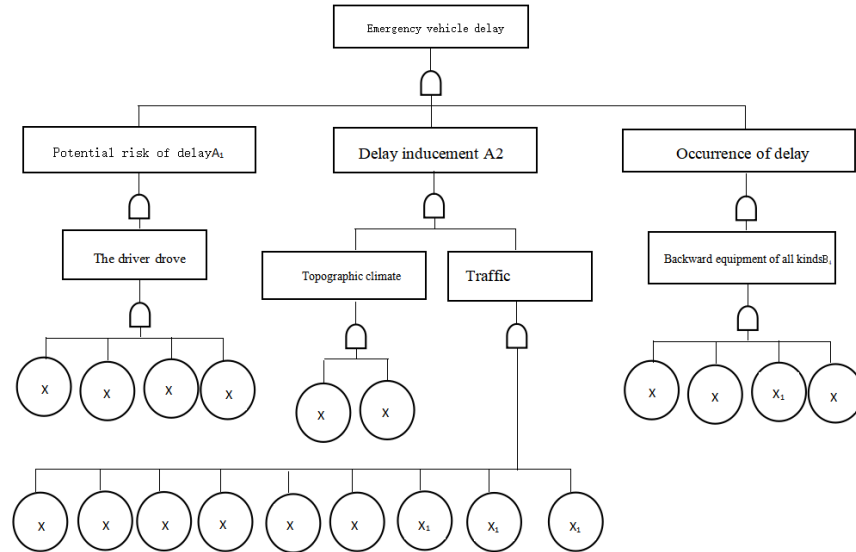 Emergency vehicle delay
Potential risk of delayA₁
Delay inducement A2
Occurrence of delay
The driver drove
Topographic climate
Traffic
Backward equipment of all kindsB₁
X
X
X
X
X
X
X
X
X₁
X
X
X
X
X
X
X
X₁
X₁
X₁